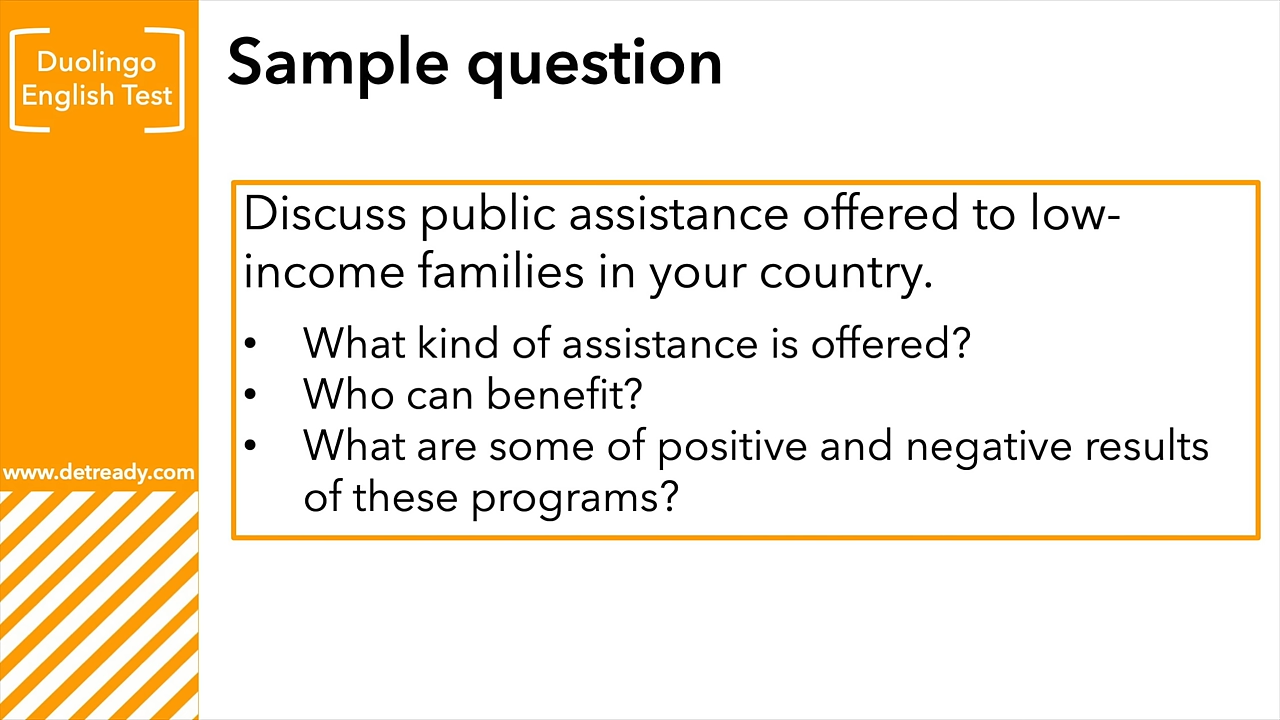 Duolingo
English Test
Sample question
Discuss public assistance offered to low-
income families in your country.
• What kind of assistance is offered?
• Who can benefit?
• What are some of positive and negative results
of these programs?
www.detready.com